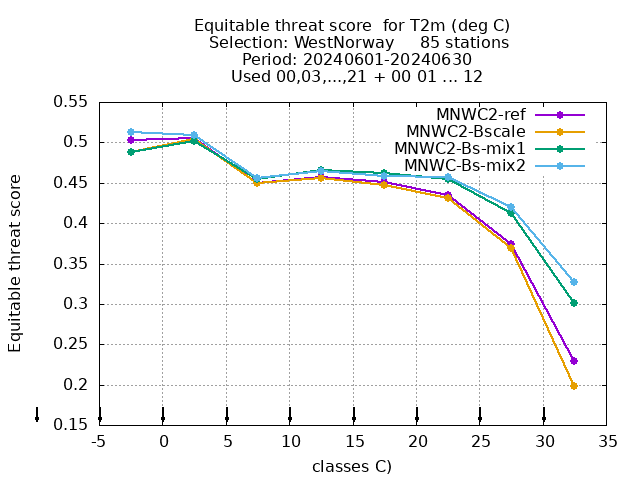 Equitable threat score  for T2m (deg C)
Selection: WestNorway     85 stations
Period: 20240601-20240630
Used 00,03,...,21 + 00 01 ... 12
MNWC2-ref
MNWC2-Bscale
MNWC2-Bs-mix1
MNWC-Bs-mix2
Equitable threat score
0.55
0.5
0.45
0.4
0.35
0.3
0.25
0.2
0.15
-5 0 5 10 15 20 25 30 35
classes C)